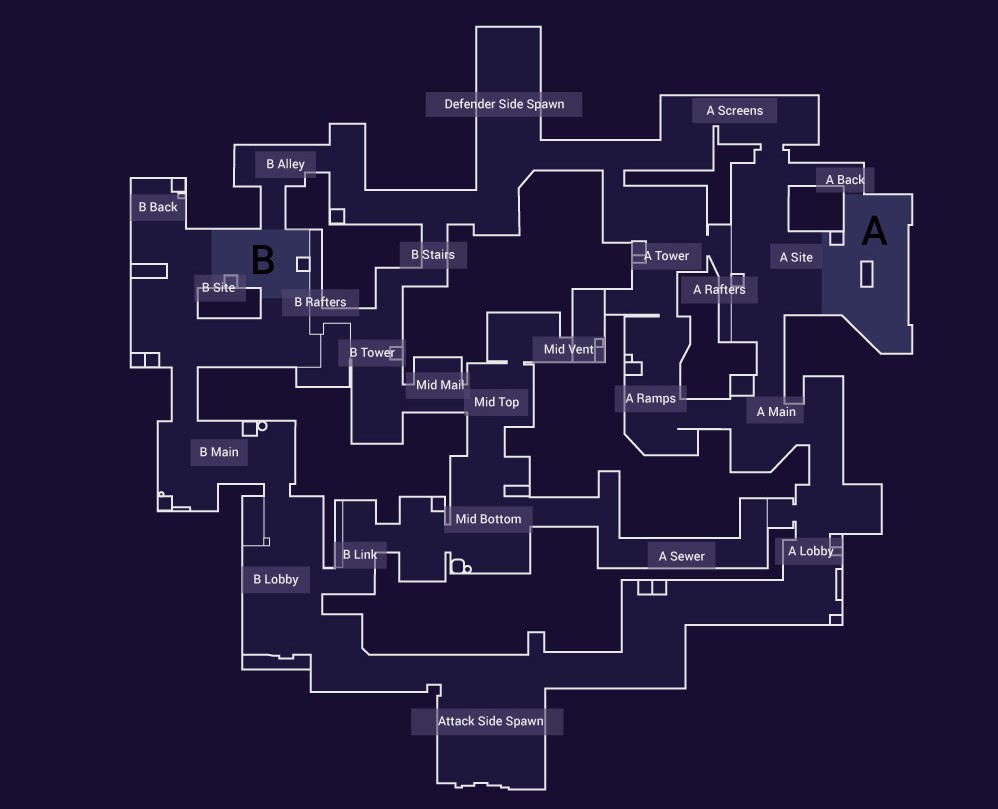 Defender Side Spawn
A Screens
B Alley
A Back
B Back
A
B
B Stairs
A Tower
A Site
B Site
A Rafters
B Rafters
Mid Vent
B Tower
Mid Mail
A Ramps
Mid Top
A Main
B Main
Mid Bottom
B Link
A Sewer
A Lobby
B Lobby
Attack Side Spawn